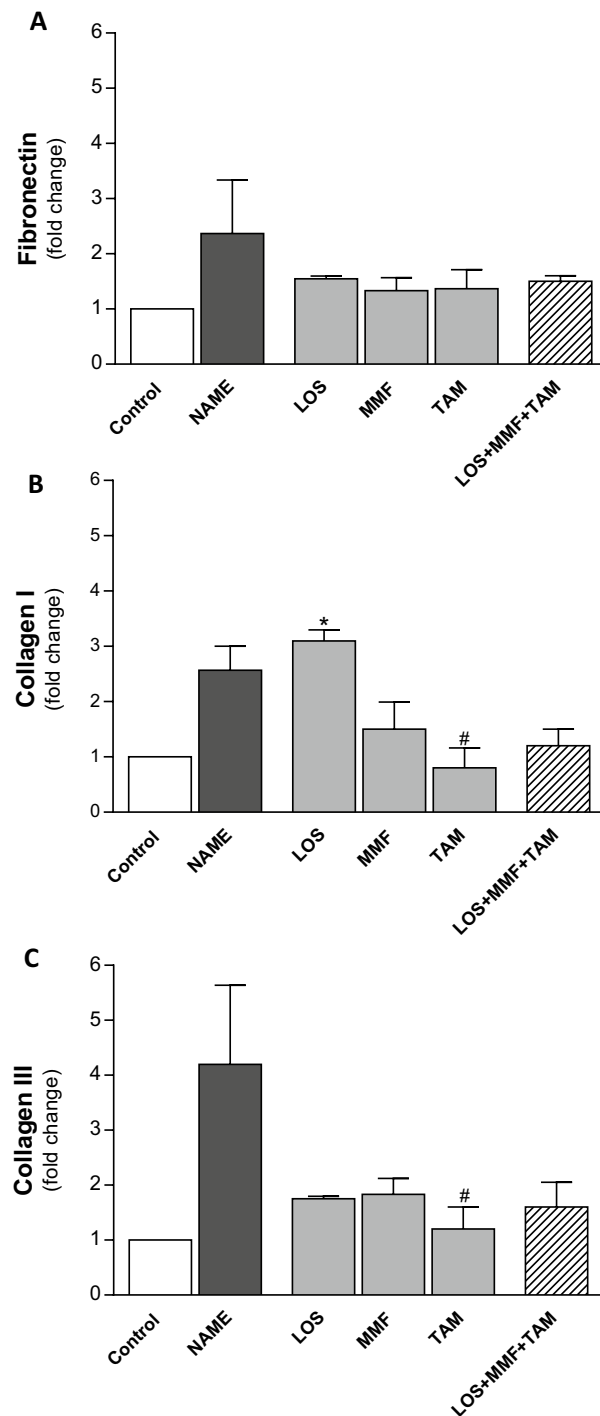 A
6
5
4
3
2
1
0
Fibronectin
(fold change)
Control
NAME
LOS
MMF
TAM
LOS+MMF+TAM
B
6
5
4
3
2
1
0
Collagen I
(fold change)
*
#
Control
NAME
LOS
MMF
TAM
LOS+MMF+TAM
C
6
5
4
3
2
1
0
Collagen III
(fold change)
#
Control
NAME
LOS
MMF
TAM
LOS+MMF+TAM